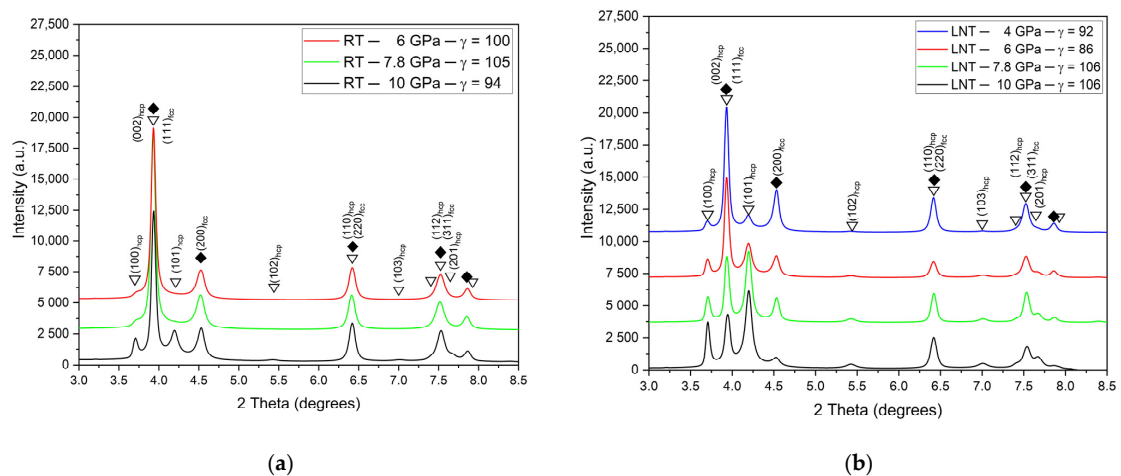 (a)
27,500
25,000
22,500
20,000
17,500
15,000
12,500
10,000
7,500
5,000
2,500
0
3.0 3.5 4.0 4.5 5.0 5.5 6.0 6.5 7.0 7.5 8.0 8.5
Intensity (a.u.)
2 Theta (degrees)
RT — 6 GPa — γ = 100
RT — 7.8 GPa — γ = 105
RT — 10 GPa — γ = 94
(100)hcp
(002)hcp
(111)fcc
(101)hcp
(200)fcc
(102)hcp
(110)hcp
(220)fcc
(103)hcp
(112)hcp
(311)fcc
(201)hcp
(a)
(b)
27,500
25,000
22,500
20,000
17,500
15,000
12,500
10,000
7,500
5,000
2 500
0
3.0 3.5 4.0 4.5 5.0 5.5 6.0 6.5 7.0 7.5 8.0 8.5
Intensity (a.u.)
2 Theta (degrees)
LNT — 4 GPa — γ = 92
LNT — 6 GPa — γ = 86
LNT — 7.8 GPa — γ = 106
LNT — 10 GPa — γ = 106
(100)hcp
(002)hcp
(111)fcc
(101)hcp
(200)fcc
(102)hcp
(110)hcp
(220)fcc
(103)hcp
(112)hcp
(311)fcc
(201)hcp
(b)